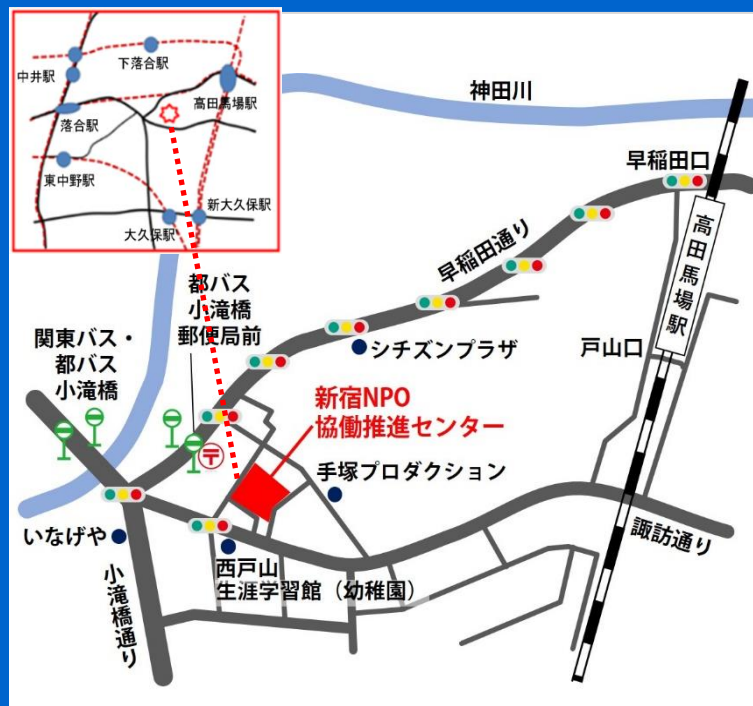 中井駅
下落合駅
高田馬場駅
落合駅
東中野駅
新大久保駅
大久保駅
神田川
早稲田口
高田馬場駅
早稲田通り
都バス
小滝橋
郵便局前
関東バス・
都バス
小滝橋
シチズンプラザ
戸山口
新宿NPO
協働推進センター
手塚プロダクション
いなげや
西戸山
生涯学習館（幼稚園）
諏訪通り
小滝橋通り